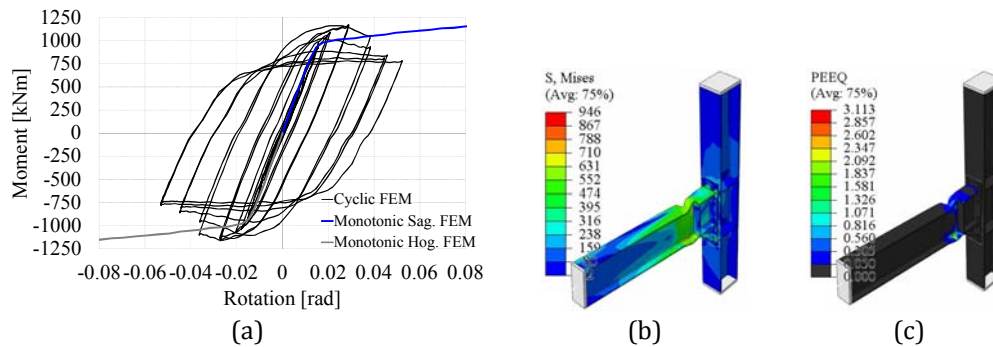 1250
1000
750
500
250
0
-250
-500
-750
-1000
-1250
Moment [kNm]
Cyclic FEM
Monotonic Sag. FEM
Monotonic Hog. FEM
-0.08 -0.06 -0.04 -0.02 0 0.02 0.04 0.06 0.08
Rotation [rad]
(a)
S, Mises
(Avg: 75%)
946
867
788
710
631
552
474
395
316
238
159
(b)
PEEQ
(Avg: 75%)
3.113
2.857
2.602
2.347
2.092
1.837
1.581
1.326
1.071
0.816
0.560
0.000
(c)